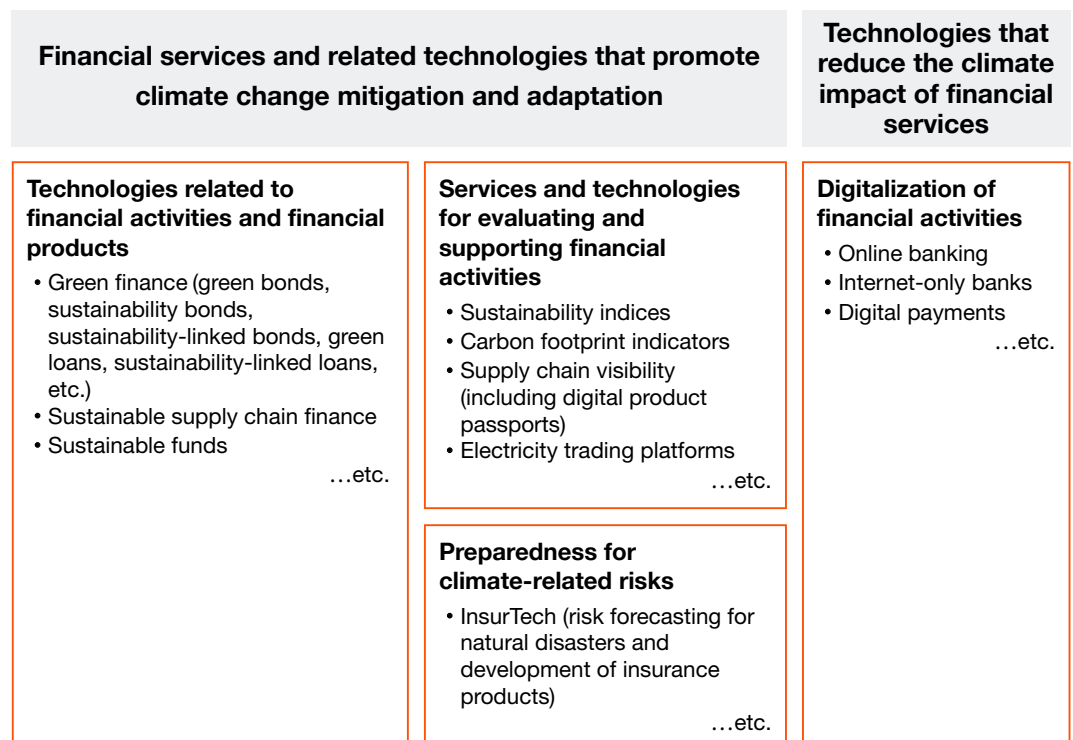 Financial services and related technologies that promote
climate change mitigation and adaptation
Technologies that
reduce the climate
impact of financial
services
Technologies related to
financial activities and financial
products
• Green finance (green bonds,
sustainability bonds,
sustainability-linked bonds, green
loans, sustainability-linked loans,
etc.)
• Sustainable supply chain finance
• Sustainable funds
…etc.
Services and technologies
for evaluating and
supporting financial
activities
• Sustainability indices
• Carbon footprint indicators
• Supply chain visibility
(including digital product
passports)
• Electricity trading platforms
…etc.
Preparedness for
climate-related risks
• InsurTech (risk forecasting for
natural disasters and
development of insurance
products)
…etc.
Digitalization of
financial activities
• Online banking
• Internet-only banks
• Digital payments
…etc.